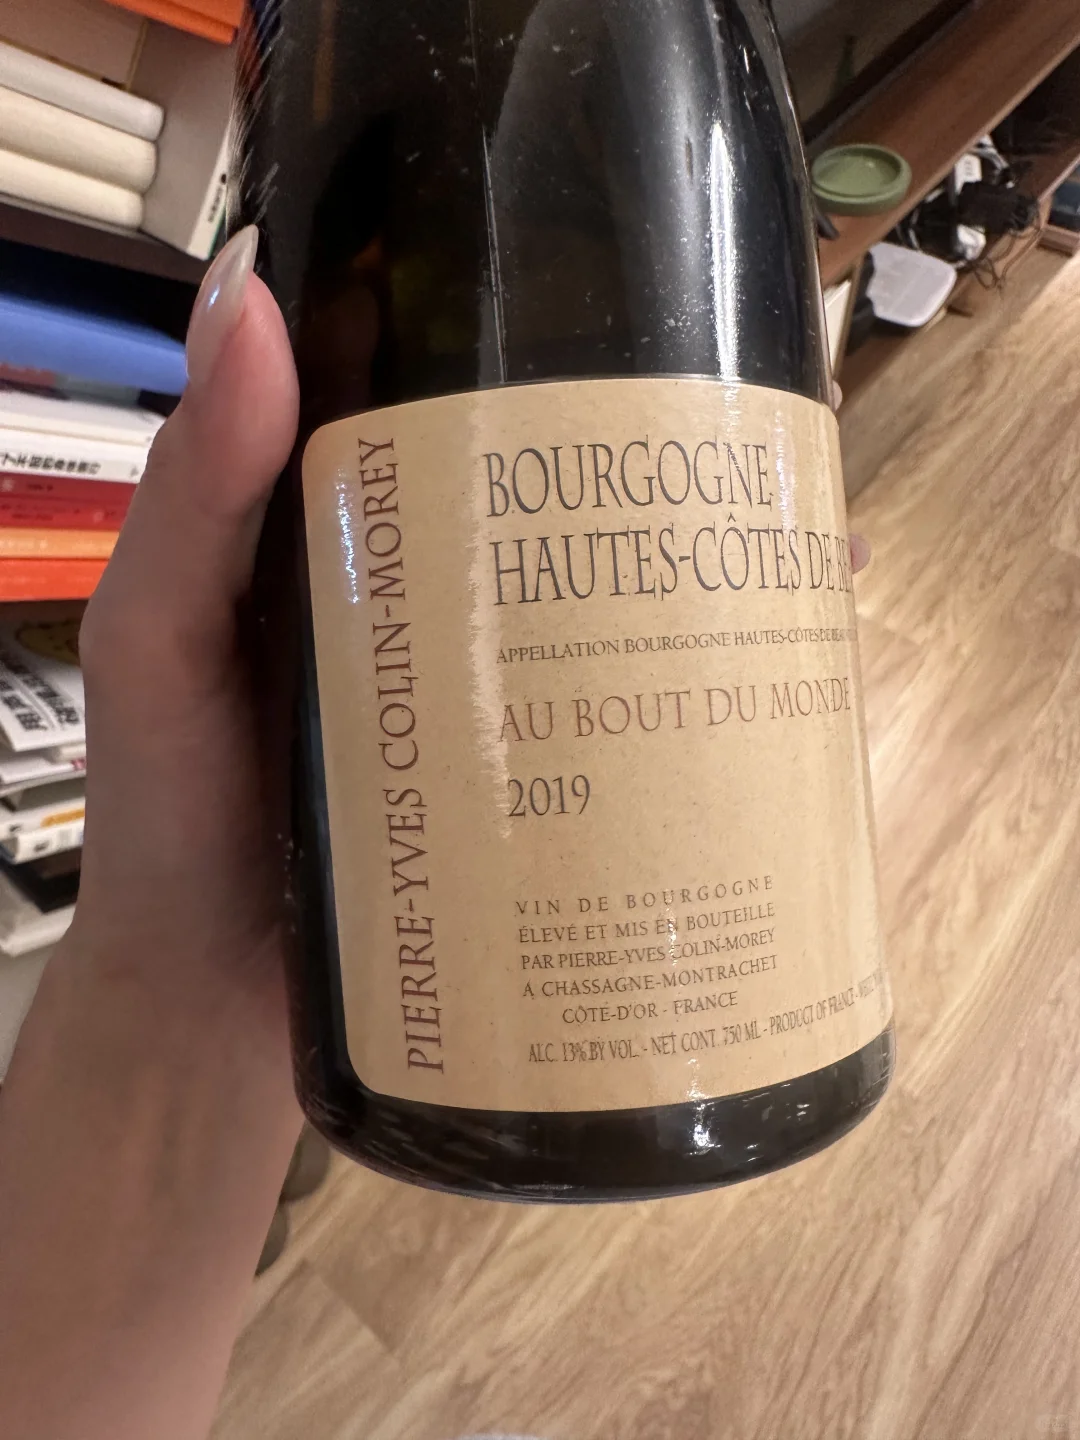 PIERRE-YVES COLIN-MOREY
BOURGOGNE
HAUTES-CÔTES DE
APPELLATION BOURGOGNE HAUTES-CÔTES DE
AU BOUT DU MONDE
2019
VIN DE BOURGOGNE
ÉLEVÉ ET MIS EN BOUTEILLE
PAR PIERRE-YVES COLIN-MOREY
A CHASSAGNE-MONTRACHET
CÔTE-D'OR - FRANCE
ALC. 13% BY VOL. - NET CONT. 750 ML - PRODUCT OF FRANCE -